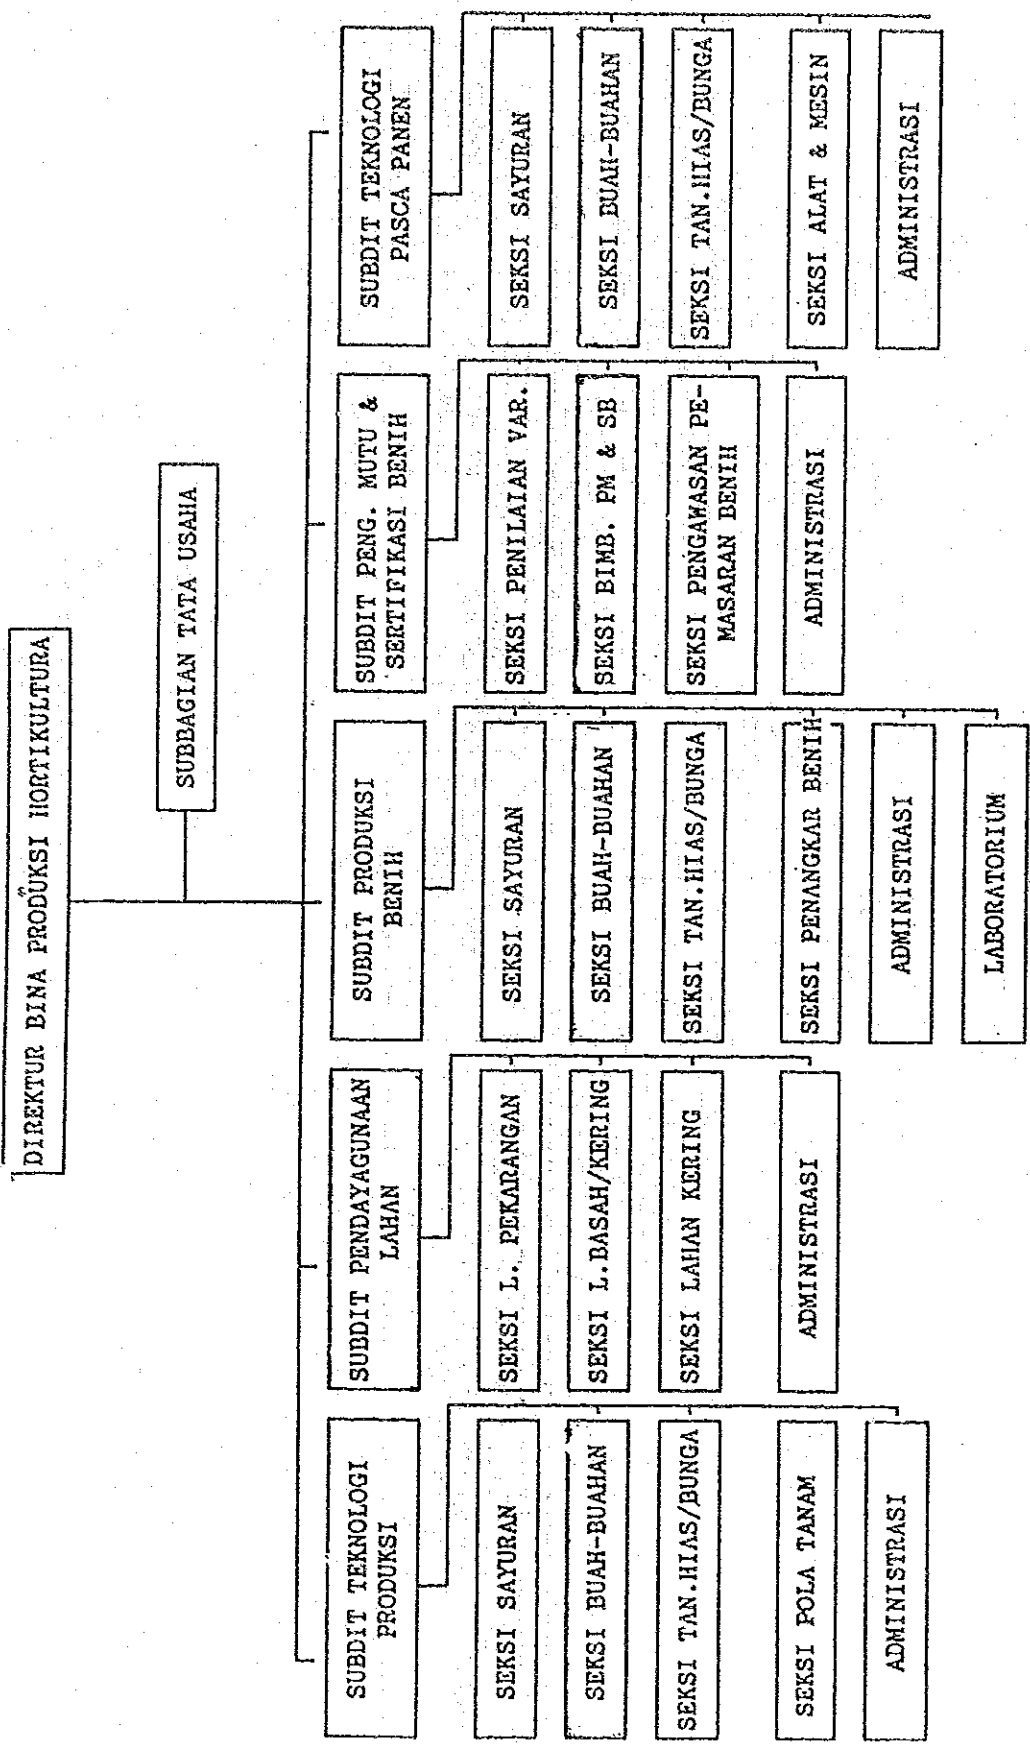 DIREKTUR BINA PRODUKSI HORTIKULTURA
SUBBAGIAN TATA USAHA
SUBDIT TEKNOLOGI
PRODUKSI
SEKSI SAYURAN
SEKSI BUAH-BUAHAN
SEKSI TAN.HIAS/BUNGA
SEKSI POLA TANAM
ADMINISTRASI
SUBDIT PENDAYAGUNAAN
LAHAN
SEKSI L. PEKARANGAN
SEKSI L.BASAH/KERING
SEKSI LAHAN KERING
ADMINISTRASI
SUBDIT PRODUKSI
BENIH
SEKSI SAYURAN
SEKSI BUAH-BUAHAN
SEKSI TAN.HIAS/BUNGA
SEKSI PENANGKAR BENIH
ADMINISTRASI
LABORATORIUM
SUBDIT PENG. MUTU &
SERTIFIKASI BENIH
SEKSI PENILAIAN VAR.
SEKSI BIMB. PM & SB
SEKSI PENGAWASAN PE-
MASARAN BENIH
ADMINISTRASI
SUBDIT TEKNOLOGI
PASCA PANEN
SEKSI SAYURAN
SEKSI BUAH-BUAHAN
SEKSI TAN.HIAS/BUNGA
SEKSI ALAT & MESIN
ADMINISTRASI